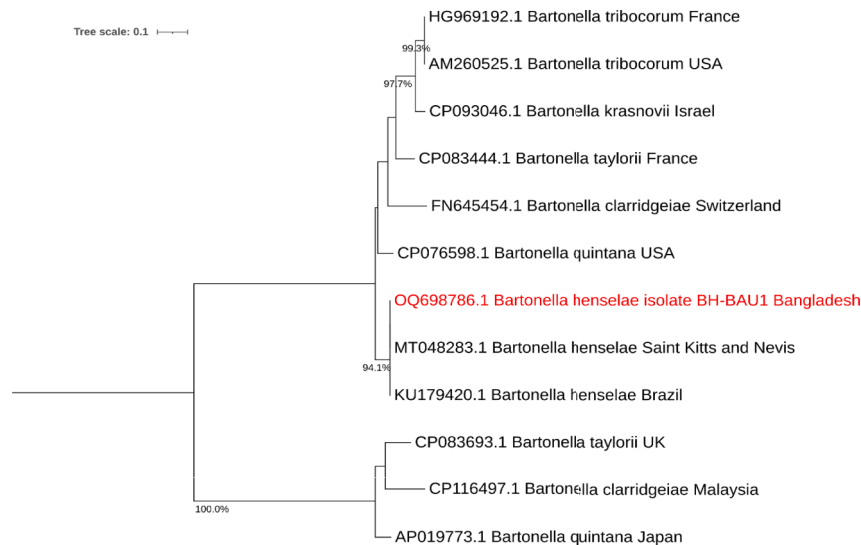 Tree scale: 0.1
HG969192.1 Bartonella tribocorum France
99.3%
AM260525.1 Bartonella tribocorum USA
97.7%
CP093046.1 Bartonella krasnovii Israel
CP083444.1 Bartonella taylorii France
FN645454.1 Bartonella clarridgeiae Switzerland
CP076598.1 Bartonella quintana USA
OQ698786.1 Bartonella henselae isolate BH-BAU1 Bangladesh
MT048283.1 Bartonella henselae Saint Kitts and Nevis
94.1%
KU179420.1 Bartonella henselae Brazil
CP083693.1 Bartonella taylorii UK
CP116497.1 Bartonella clarridgeiae Malaysia
100.0%
AP019773.1 Bartonella quintana Japan